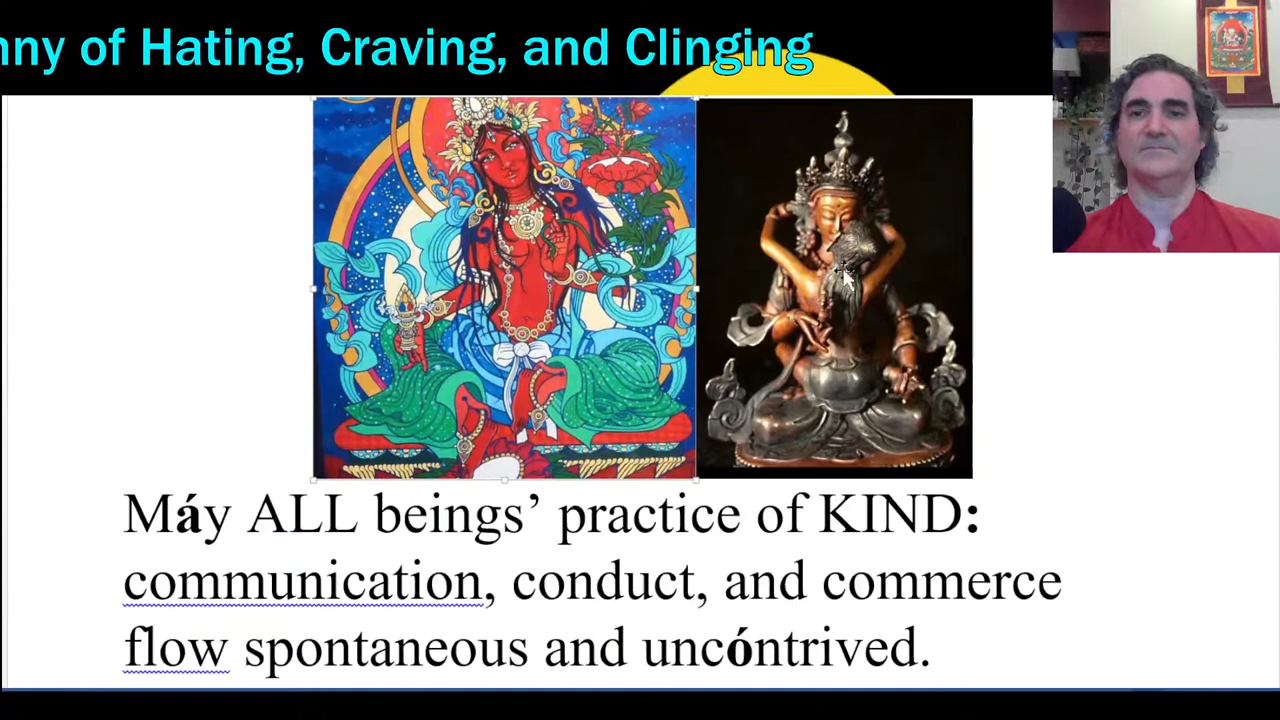 nny of Hating, Craving, and Clinging
Máy ALL beings’ practice of KIND:
communication, conduct, and commerce
flow spontaneous and uncóntrived.